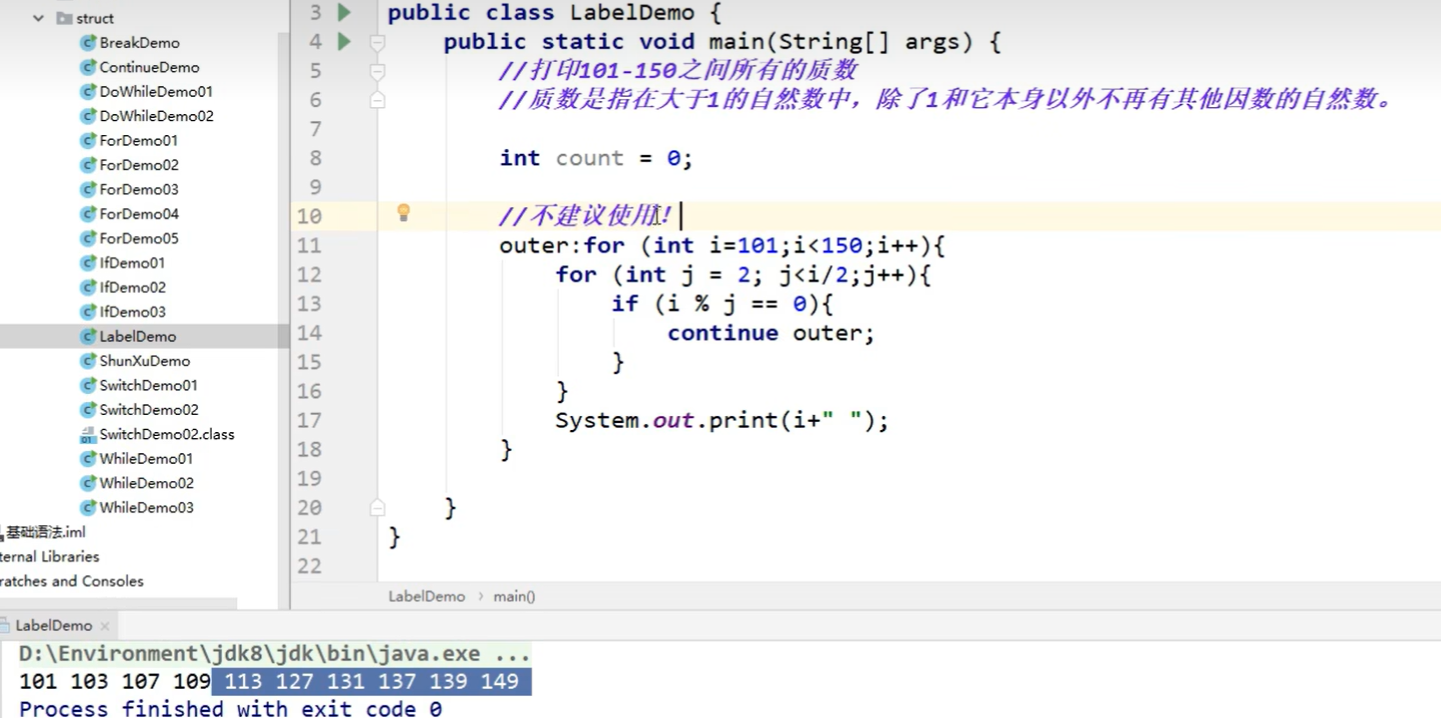 struct
BreakDemo
ContinueDemo
DoWhileDemo01
DoWhileDemo02
ForDemo01
ForDemo02
ForDemo03
ForDemo04
ForDemo05
IfDemo01
IfDemo02
IfDemo03
LabelDemo
ShunXuDemo
SwitchDemo01
SwitchDemo02
SwitchDemo02.class
WhileDemo01
WhileDemo02
WhileDemo03
基础语法.iml
ternal Libraries
ratches and Consoles
3 public class LabelDemo {
4 public static void main(String[] args) {
5 //打印101-150之间所有的质数
6 //质数是指在大于1的自然数中，除了1和它本身以外不再有其他因数的自然数。
7
8 int count = 0;
9
10 //不建议使用!
11 outer:for (int i=101;i<150;i++){
12 for (int j = 2; j<i/2;j++){
13 if (i % j == 0){
14 continue outer;
15 }
16 }
17 System.out.print(i+" ");
18 }
19
20 }
21 }
22
LabelDemo › main()
LabelDemo ×
D:\Environment\jdk8\jdk\bin\java.exe ...
101 103 107 109 113 127 131 137 139 149
Process finished with exit code 0